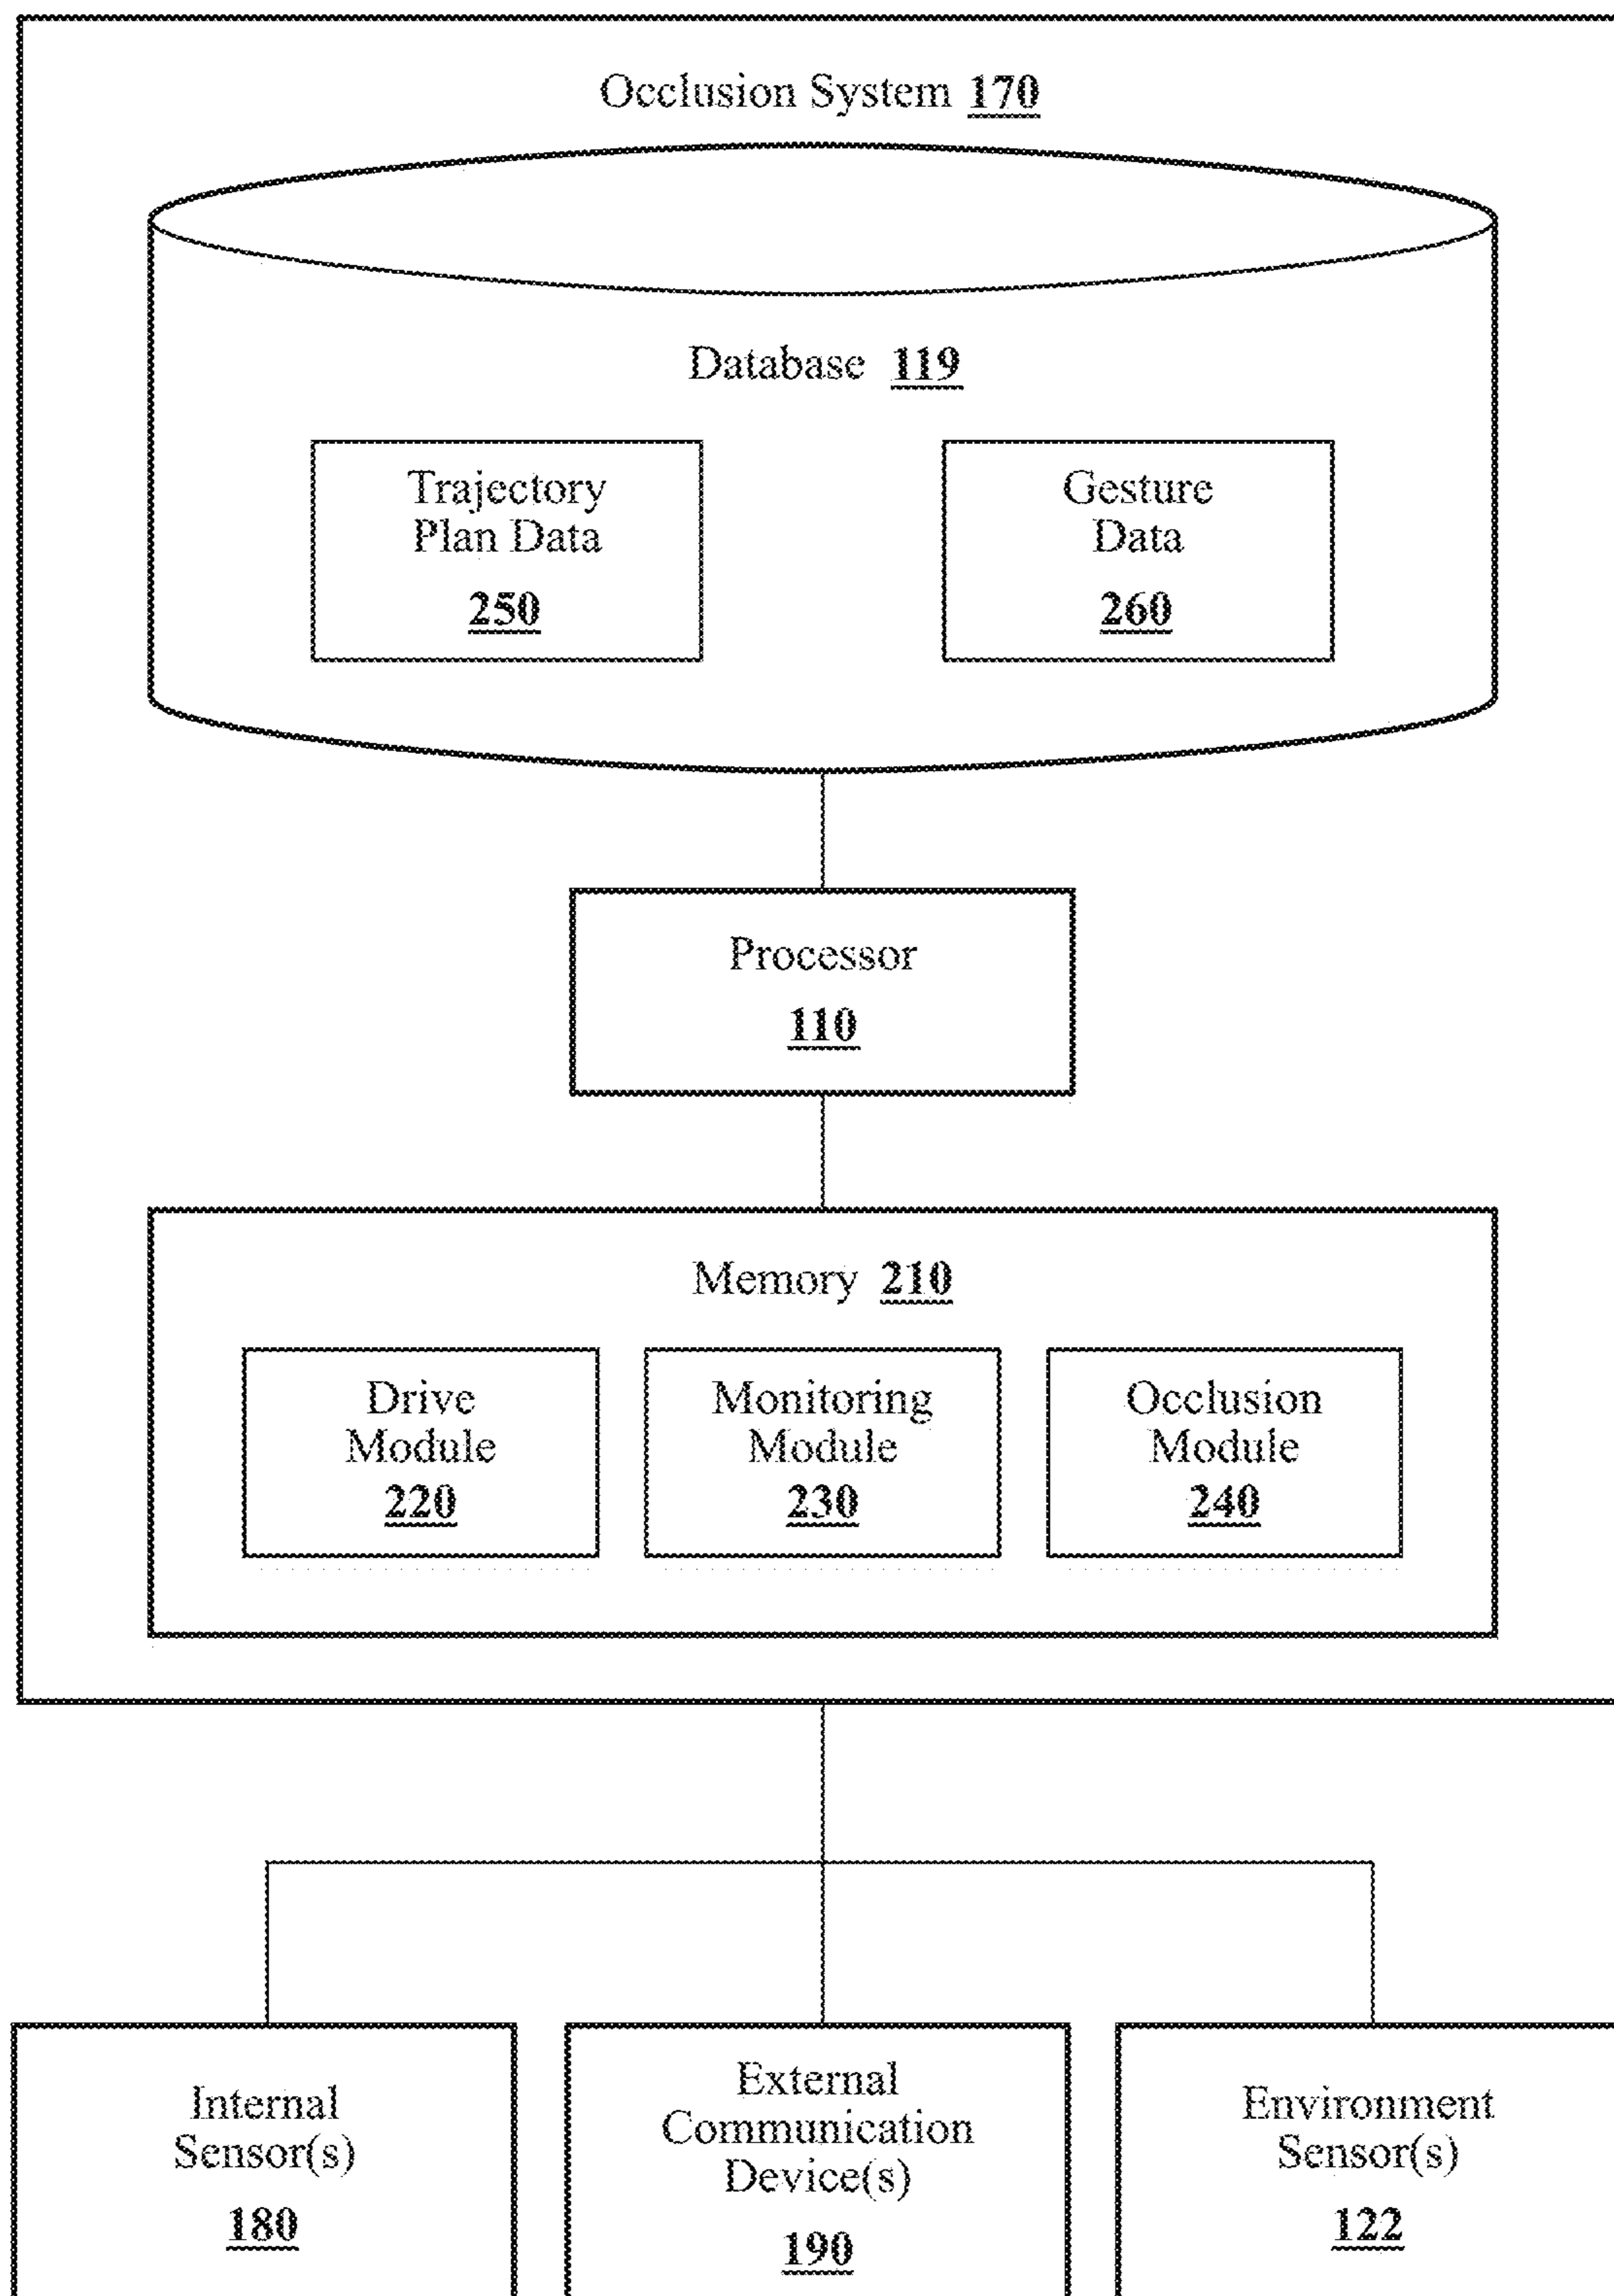 Occlusion System 170
Database 119
Trajectory
Plan Data
250
Gesture
Data
260
Processor
110
Memory 210
Drive
Module
220
Monitoring
Module
230
Occlusion
Module
240
Internal
Sensor(s)
180
External
Communication
Device(s)
190
Environment
Sensor(s)
122